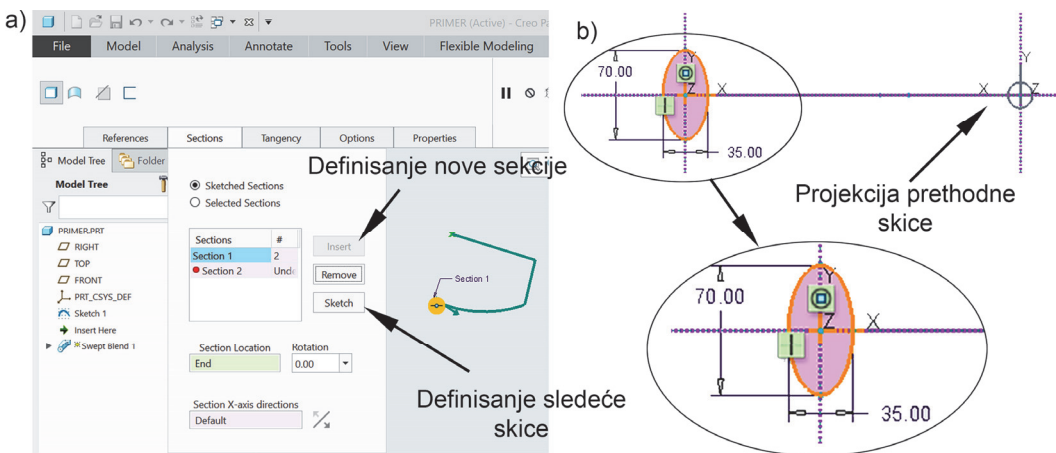 a)
PRIMER (Active) - Creo Pa
File Model Analysis Annotate Tools View Flexible Modeling
References Sections Tangency Options Properties
Model Tree Folder
Model Tree
PRIMER.PRT
RIGHT
TOP
FRONT
PRT_CSYS_DEF
Sketch 1
Insert Here
Swept Blend 1
Sketched Sections
Selected Sections
Sections #
Section 1 2
Section 2 Unde
Insert
Remove
Sketch
Section Location Rotation
End 0.00
Section X-axis directions
Default
Definisanje nove sekcije
Section 1
Definisanje sledeće
skice
b)
70.00
Y
Z
X
35.00
X
Y
Z
Projekcija prethodne
skice
70.00
Y
Z
X
35.00